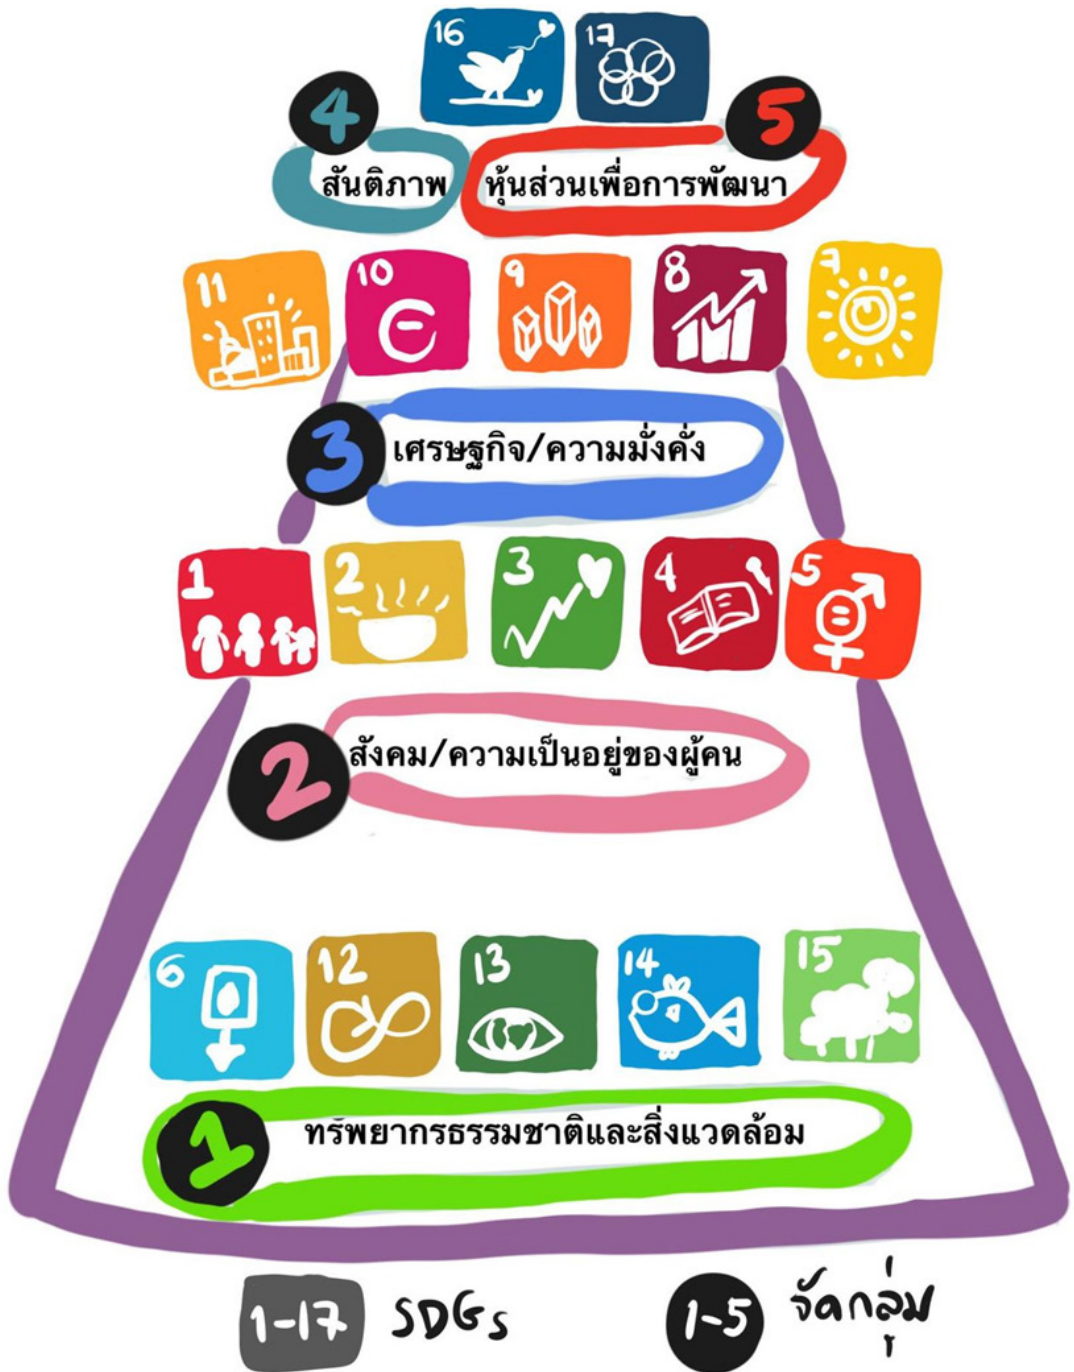 16 17
4 5
สันติภาพ หุ้นส่วนเพื่อการพัฒนา
11 10 9 8 7
3 เศรษฐกิจ/ความมั่งคั่ง
1 2 3 4 5
2 สังคม/ความเป็นอยู่ของผู้คน
6 12 13 14 15
1 ทรัพยากรธรรมชาติและสิ่งแวดล้อม
1-17 SDGs 1-5 จัดกลุ่ม